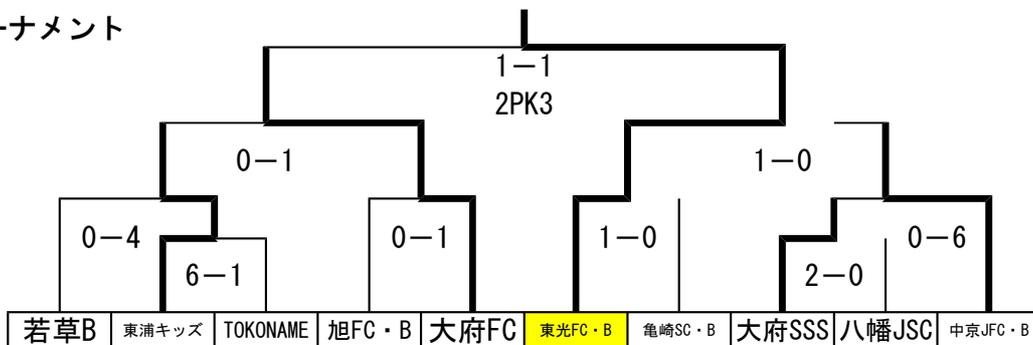 ーナメント
1－1
2PK3
0－1
1－0
0－4
0－1
1－0
0－6
6－1
2－0
若草B
東浦キッズ
TOKONAME
旭FC・B
大府FC
東光FC・B
亀崎SC・B
大府SSS
八幡JSC
中京JFC・B